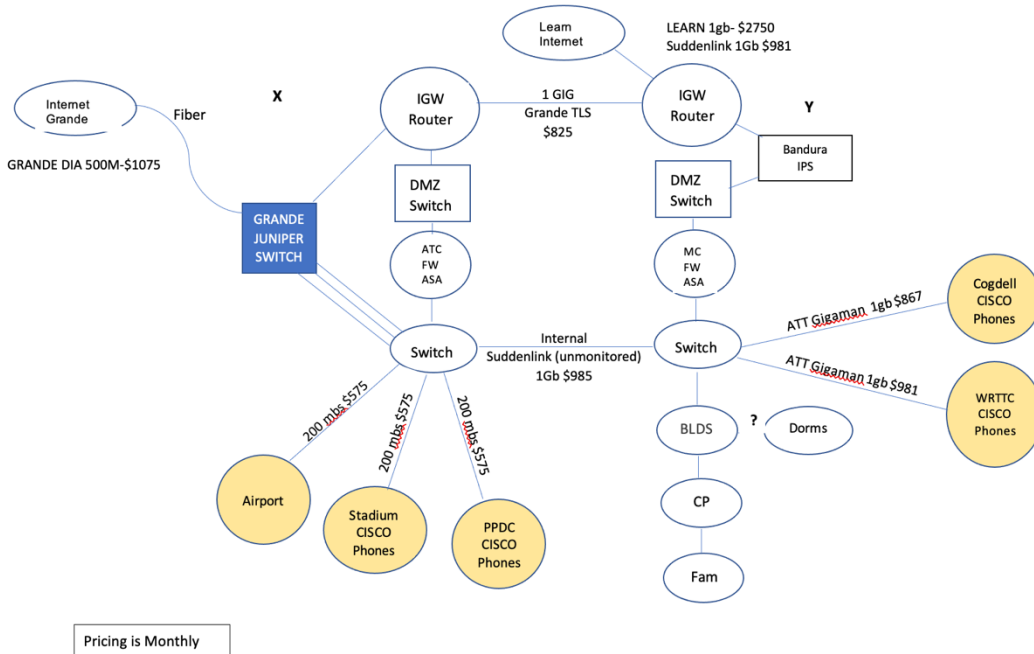 Learn
Internet
LEARN 1gb- $2750
Suddenlink 1Gb $981
Internet
Grande
Fiber
X
IGW
Router
1 GIG
Grande TLS
$825
IGW
Router
Y
GRANDE DIA 500M-$1075
Bandura
IPS
DMZ
Switch
DMZ
Switch
GRANDE
JUNIPER
SWITCH
ATC
FW
ASA
MC
FW
ASA
Cogdell
CISCO
Phones
ATT Gigaman 1gb $867
Switch
Internal
Suddenlink (unmonitored)
1Gb $985
Switch
ATT Gigaman 1gb $981
WRTTC
CISCO
Phones
200 mbs $575
200 mbs $575
200 mbs $575
BLDS
?
Dorms
Airport
Stadium
CISCO
Phones
PPDC
CISCO
Phones
CP
Fam
Pricing is Monthly